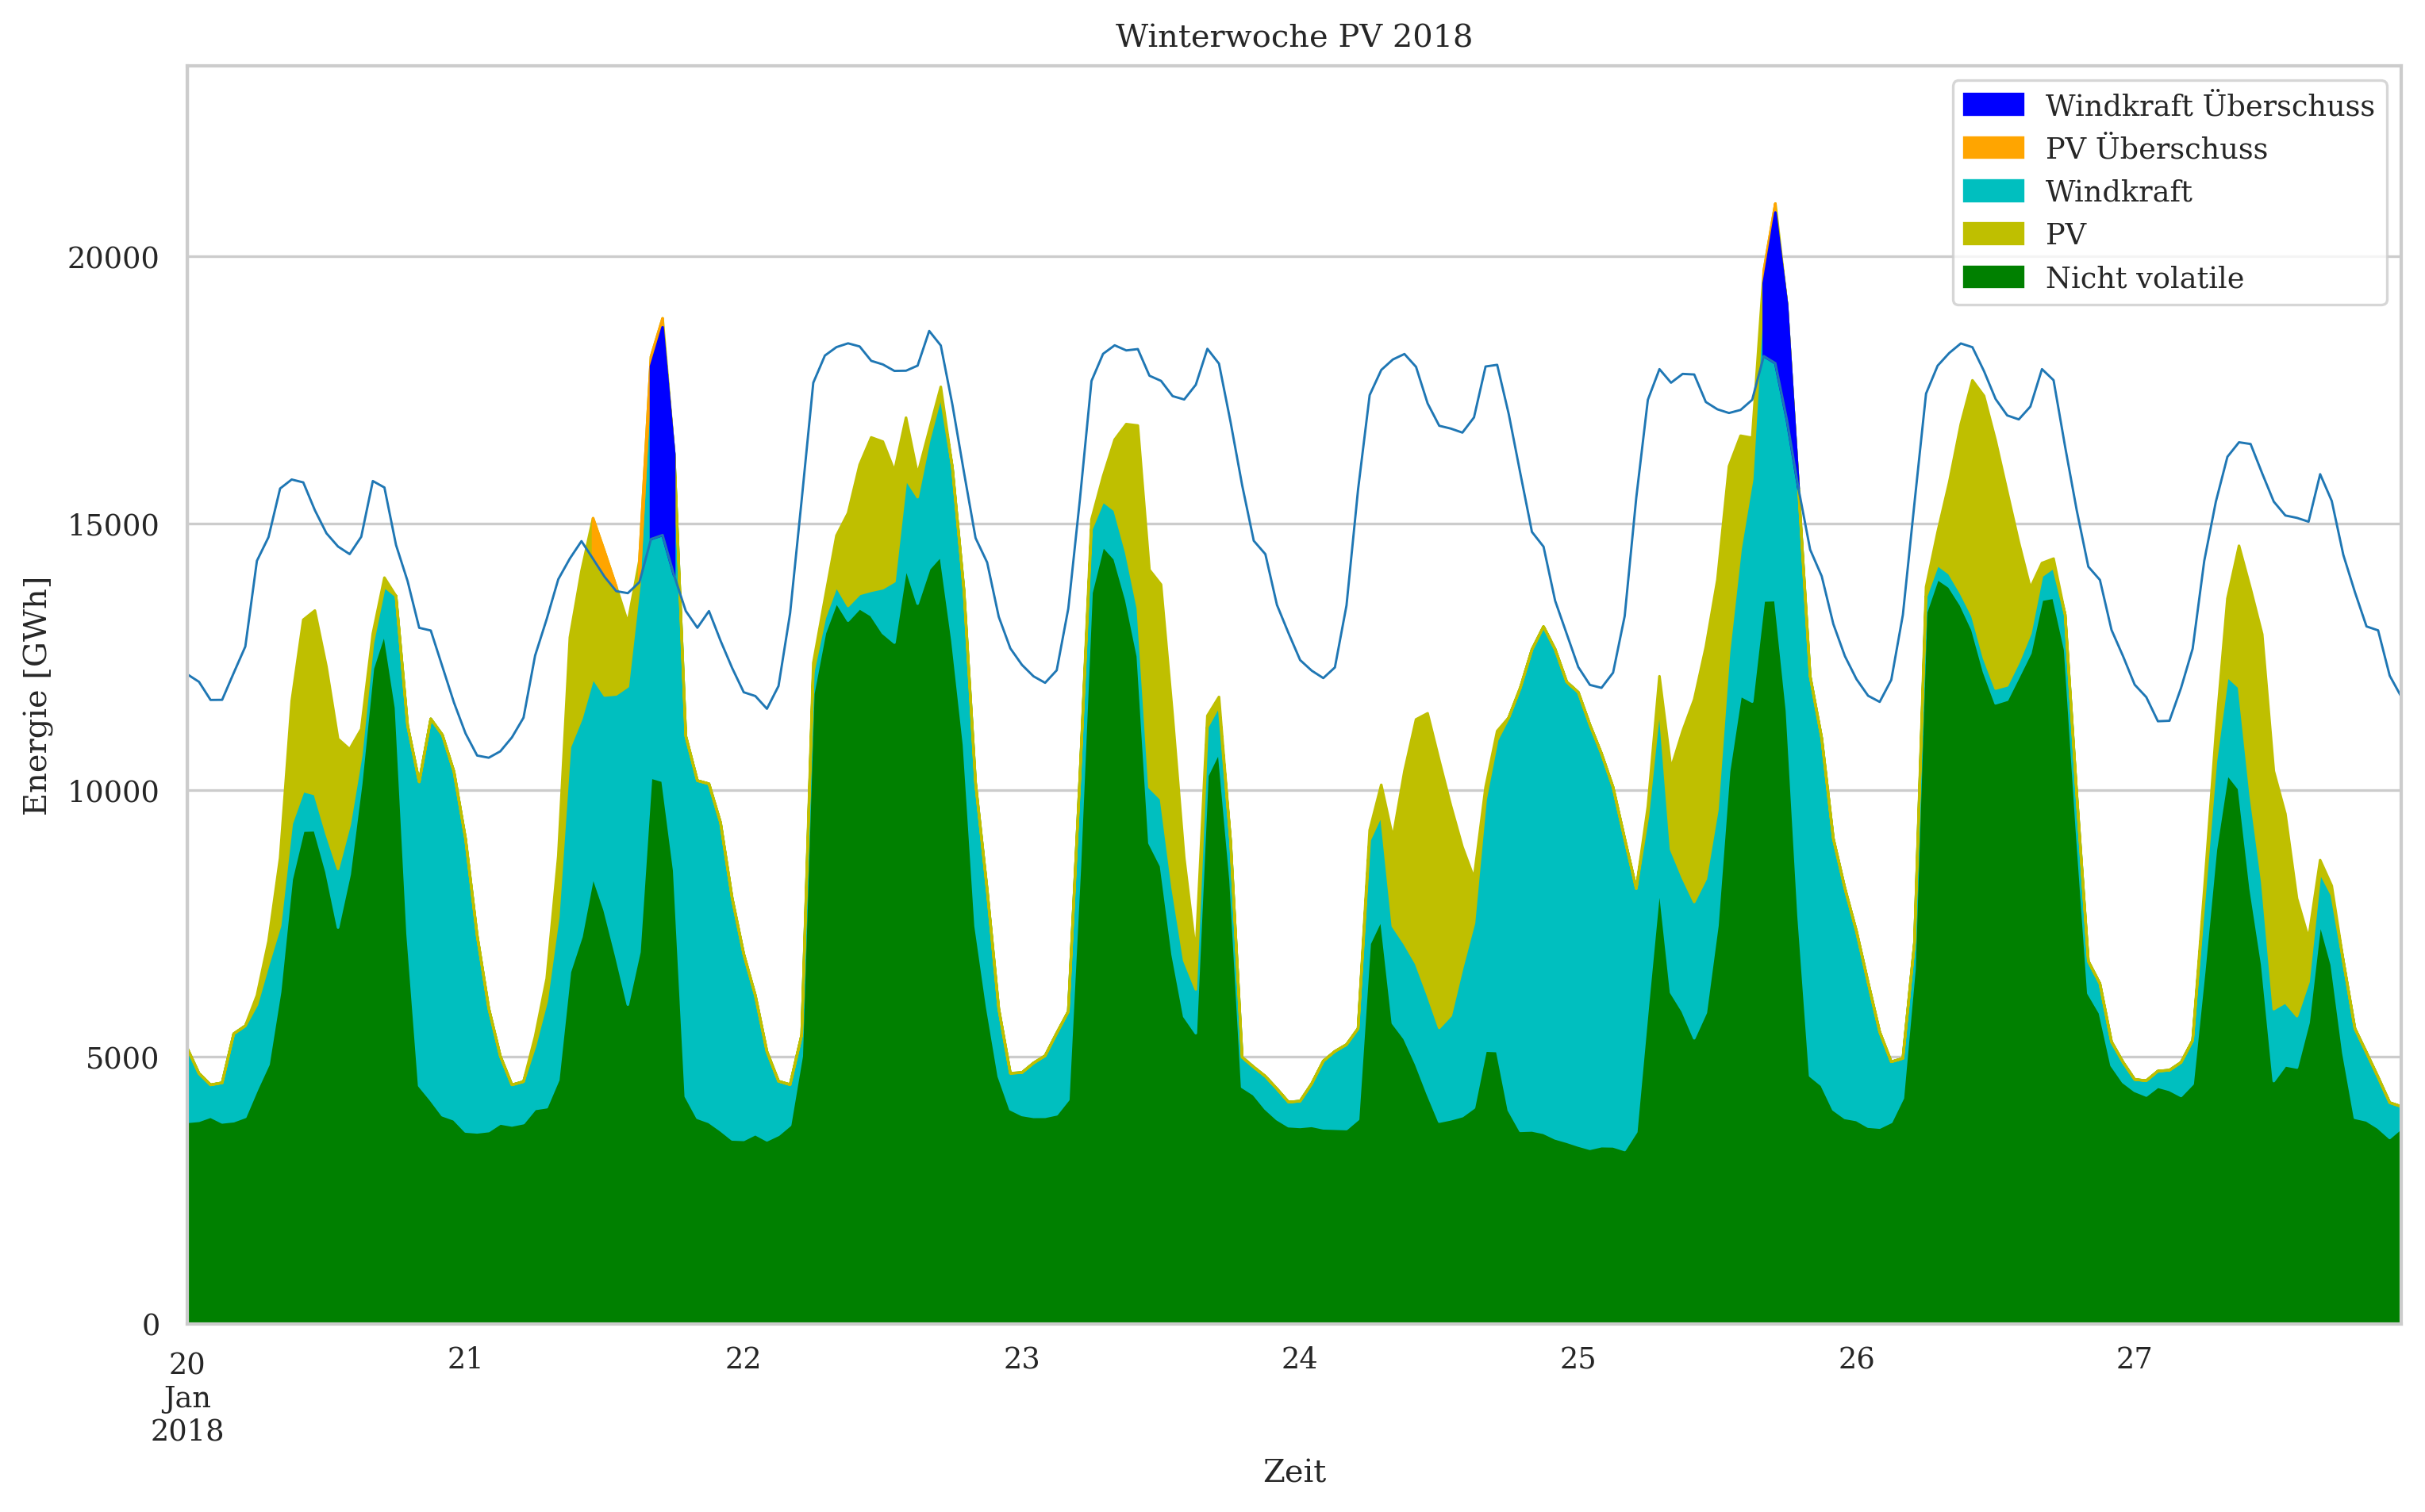 Winterwoche PV 2018
Windkraft Überschuss
PV Überschuss
Windkraft
PV
Nicht volatile
Energie [GWh]
20000
15000
10000
5000
0
20 21 22 23 24 25 26 27
Jan
2018
Zeit